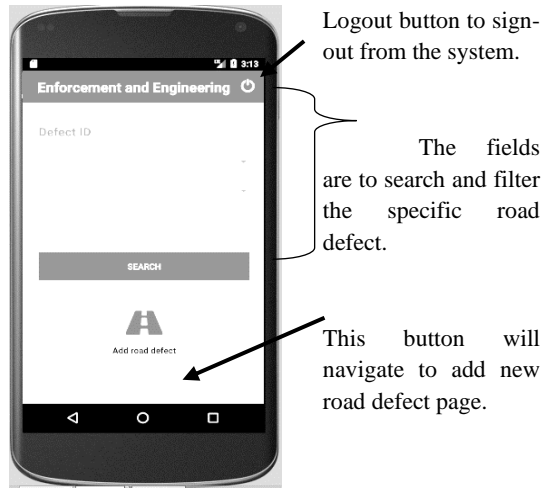 Logout button to sign-
out from the system.
3:13
Enforcement and Engineering
Defect ID
The fields
are to search and filter
the specific road
defect.
SEARCH
Add road defect
This button will
navigate to add new
road defect page.